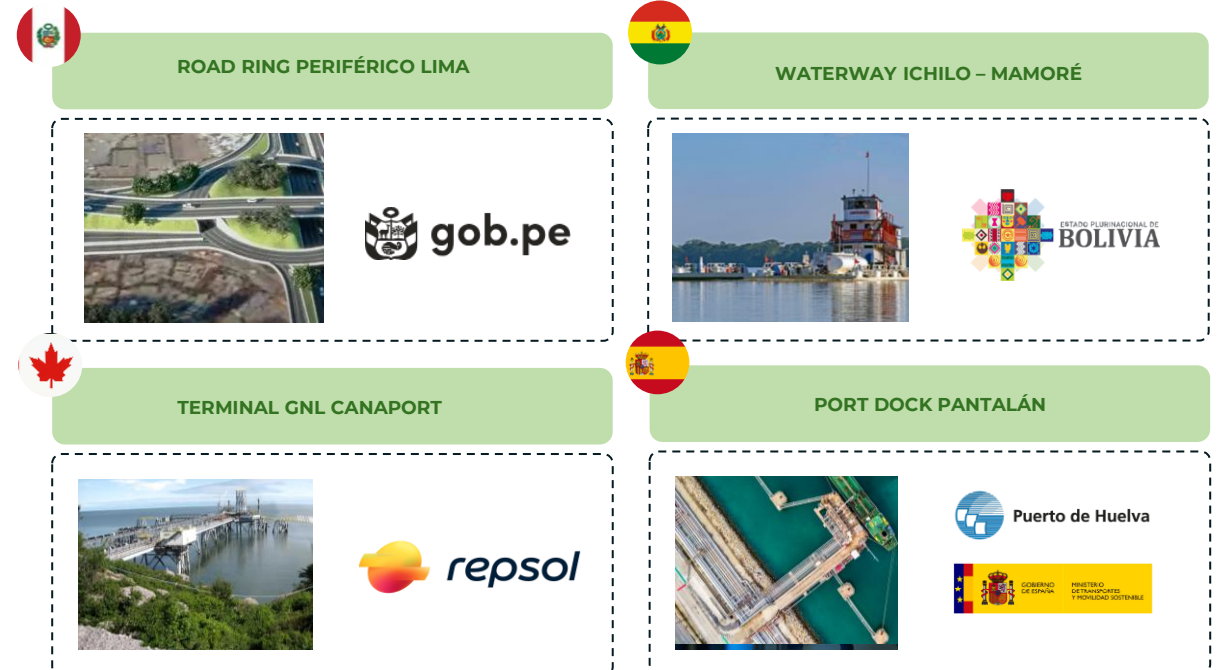 ROAD RING PERIFÉRICO LIMA
WATERWAY ICHILO – MAMORÉ
gob.pe
ESTADO PLURINACIONAL DE
BOLIVIA
TERMINAL GNL CANAPORT
PORT DOCK PANTALÁN
repsol
Puerto de Huelva
GOBIERNO
DE ESPAÑA
MINISTERIO
DE TRANSPORTES
Y MOVILIDAD SOSTENIBLE